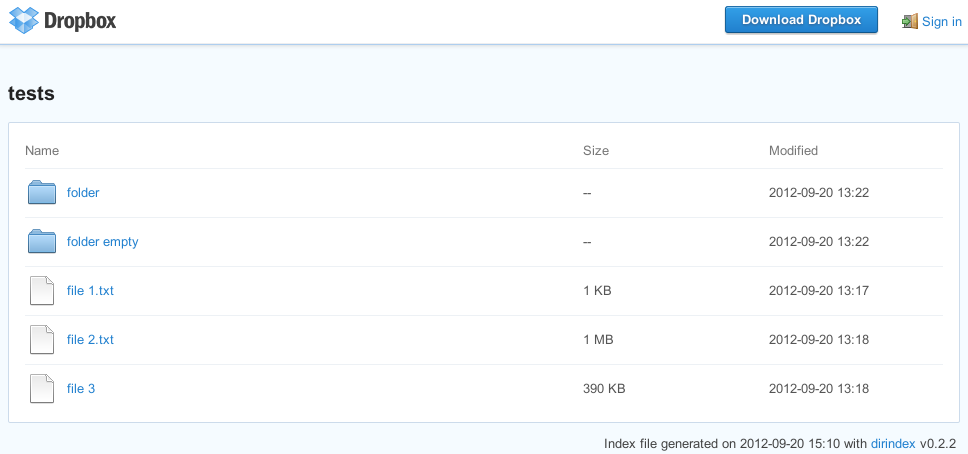 Dropbox
Download Dropbox
Sign in
tests
Name Size Modified
folder -- 2012-09-20 13:22
folder empty -- 2012-09-20 13:22
file 1.txt 1 KB 2012-09-20 13:17
file 2.txt 1 MB 2012-09-20 13:18
file 3 390 KB 2012-09-20 13:18
Index file generated on 2012-09-20 15:10 with dirindex v0.2.2